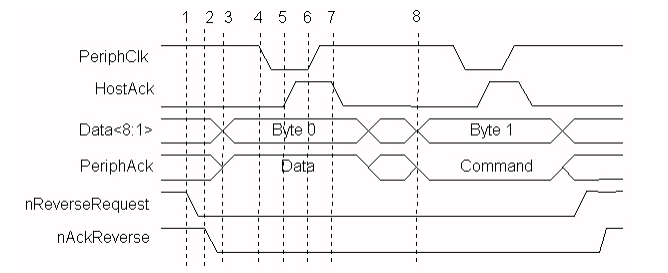 1 2 3 4 5 6 7 8
PeriphClk
HostAck
Data<8:1> Byte 0 Byte 1
PeriphAck Data Command
nReverseRequest
nAckReverse